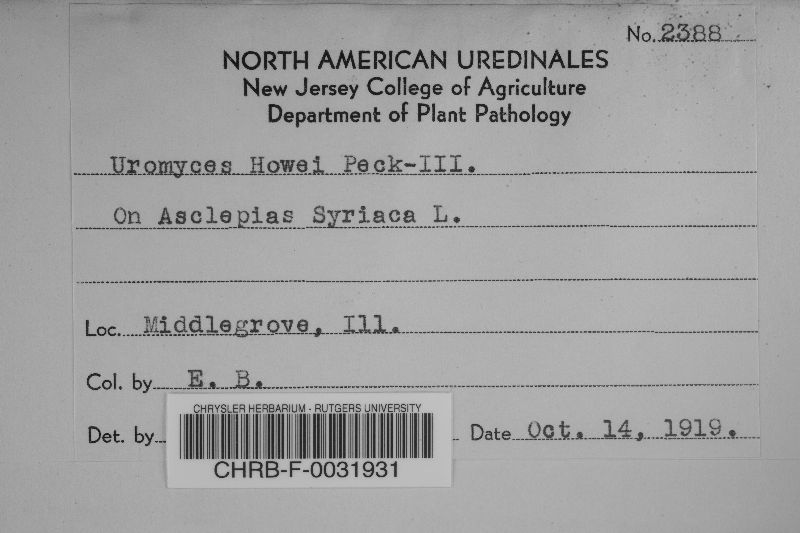 No. 2388
NORTH AMERICAN UREDINALES
New Jersey College of Agriculture
Department of Plant Pathology
Uromyces Howei Peck-III.
On Asclepias Syriaca L.
Loc. Middlegrove, Ill.
Col. by E. B.
Det. by
Date Oct. 14, 1919.
CHRYSLER HERBARIUM - RUTGERS UNIVERSITY
CHRB-F-0031931